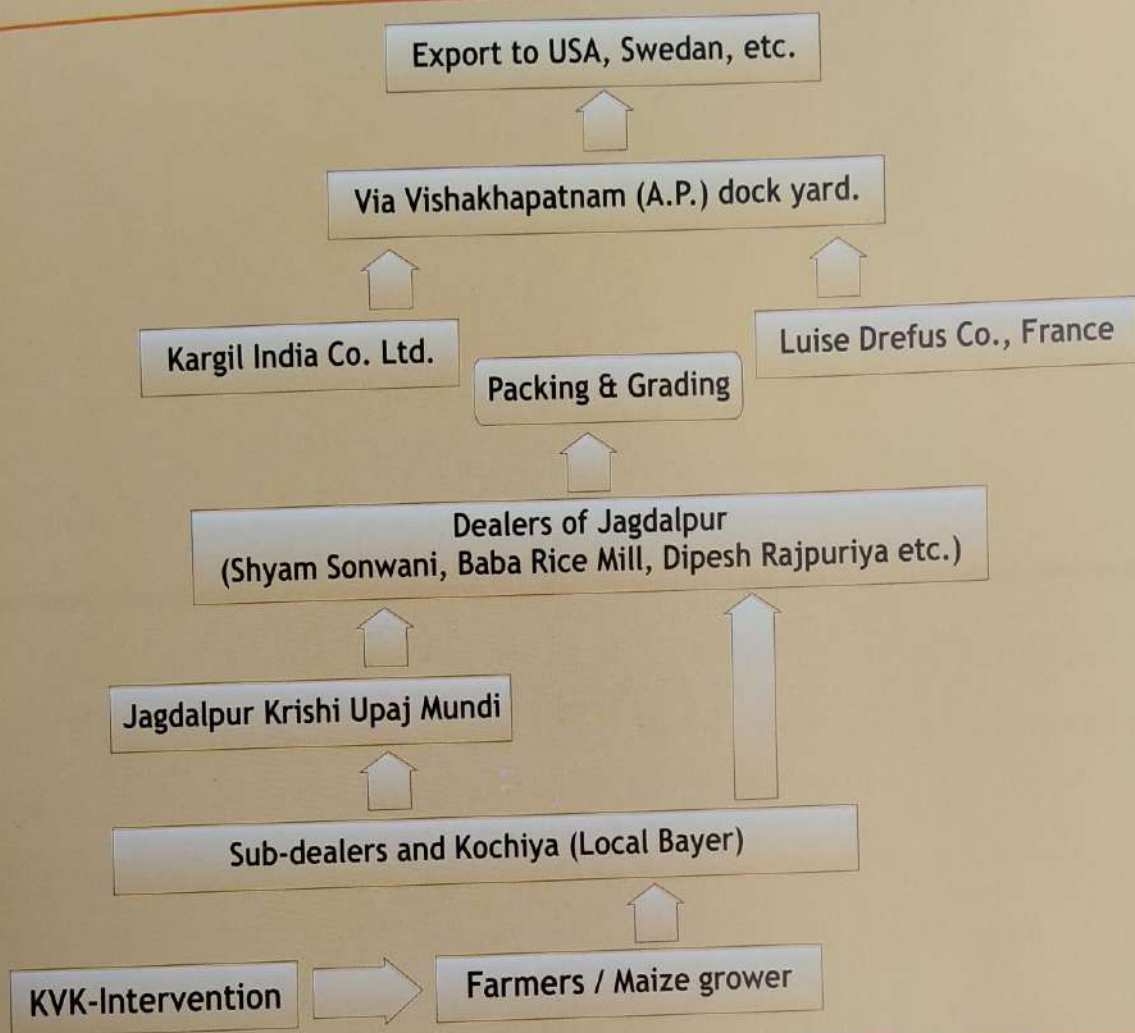 Export to USA, Swedan, etc.
Via Vishakhapatnam (A.P.) dock yard.
Kargil India Co. Ltd.
Luise Drefus Co., France
Packing & Grading
Dealers of Jagdalpur
(Shyam Sonwani, Baba Rice Mill, Dipesh Rajpuriya etc.)
Jagdalpur Krishi Upaj Mundi
Sub-dealers and Kochiya (Local Bayer)
KVK-Intervention
Farmers / Maize grower